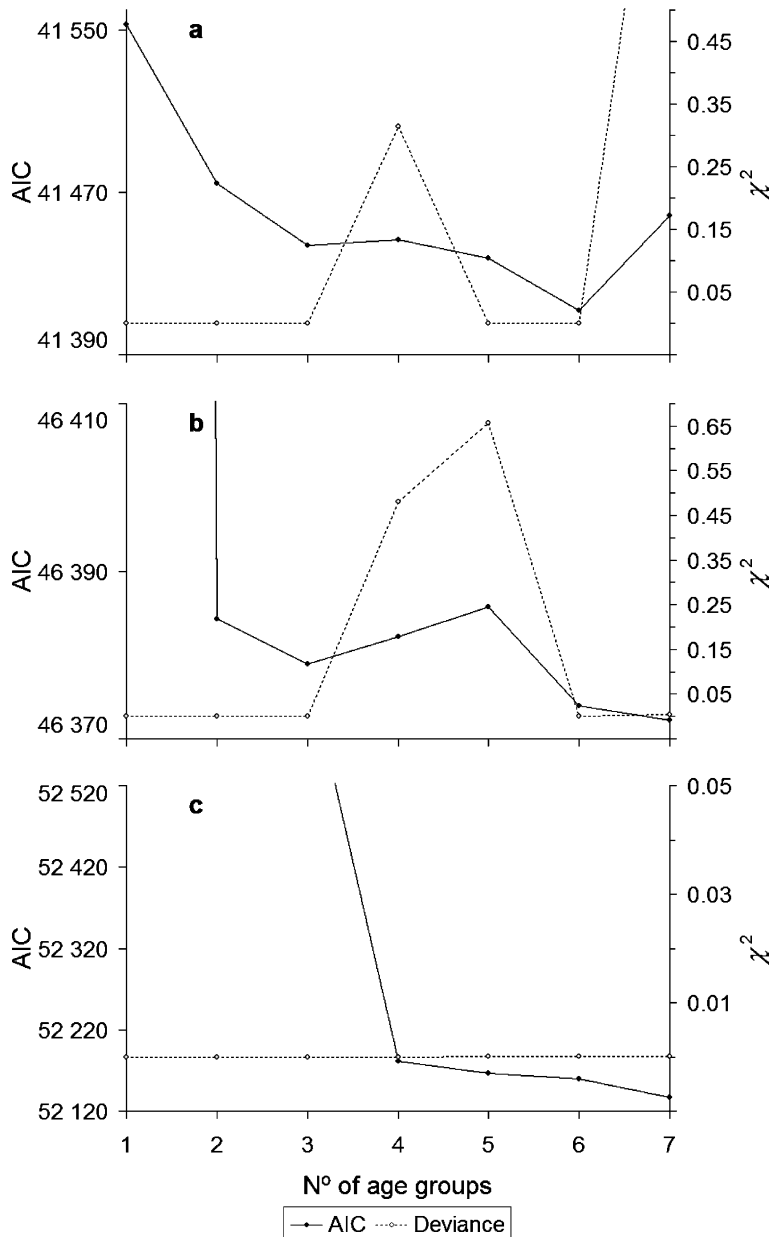 a
41 550
41 470
41 390
AIC
0.45
0.35
0.25
0.15
0.05
χ²
b
46 410
46 390
46 370
AIC
0.65
0.55
0.45
0.35
0.25
0.15
0.05
χ²
c
52 520
52 420
52 320
52 220
52 120
AIC
0.05
0.03
0.01
χ²
1 2 3 4 5 6 7
Nº of age groups
AIC Deviance